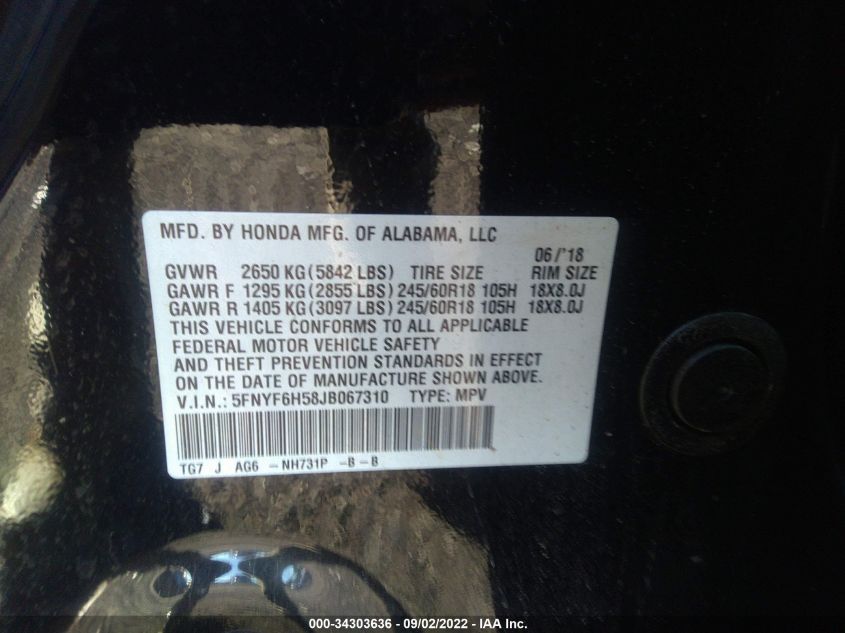 MFD. BY HONDA MFG. OF ALABAMA, LLC
06/'18
GVWR 2650 KG (5842 LBS) TIRE SIZE RIM SIZE
GAWR F 1295 KG (2855 LBS) 245/60R18 105H 18X8.0J
GAWR R 1405 KG (3097 LBS) 245/60R18 105H 18X8.0J
THIS VEHICLE CONFORMS TO ALL APPLICABLE
FEDERAL MOTOR VEHICLE SAFETY
AND THEFT PREVENTION STANDARDS IN EFFECT
ON THE DATE OF MANUFACTURE SHOWN ABOVE.
V.I.N.: 5FNYF6H58JB067310 TYPE: MPV
TG7 J AG6 -NH731P -B-B
000-34303636 - 09/02/2022 - IAA Inc.